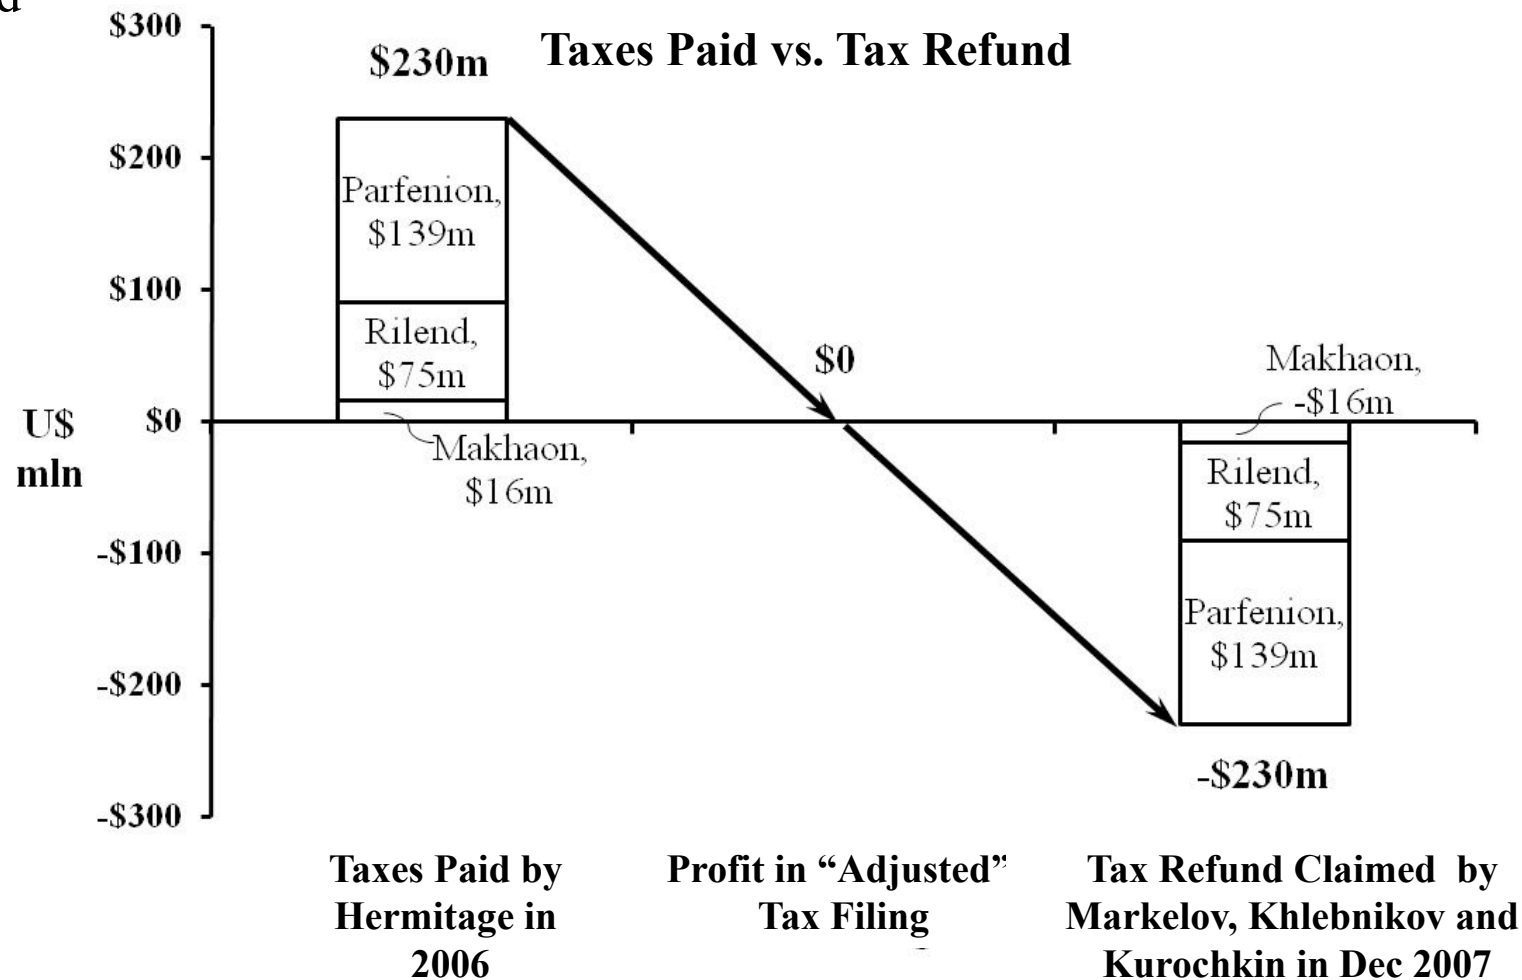 Taxes Paid vs. Tax Refund
$300
$200
$100
$0
-$100
-$200
-$300
U$
mln
$230m
Parfenion,
$139m
Rilend,
$75m
Makhaon,
$16m
$0
Makhaon,
-$16m
Rilend,
$75m
Parfenion,
$139m
-$230m
Taxes Paid by
Hermitage in
2006
Profit in “Adjusted”
Tax Filing
Tax Refund Claimed by
Markelov, Khlebnikov and
Kurochkin in Dec 2007